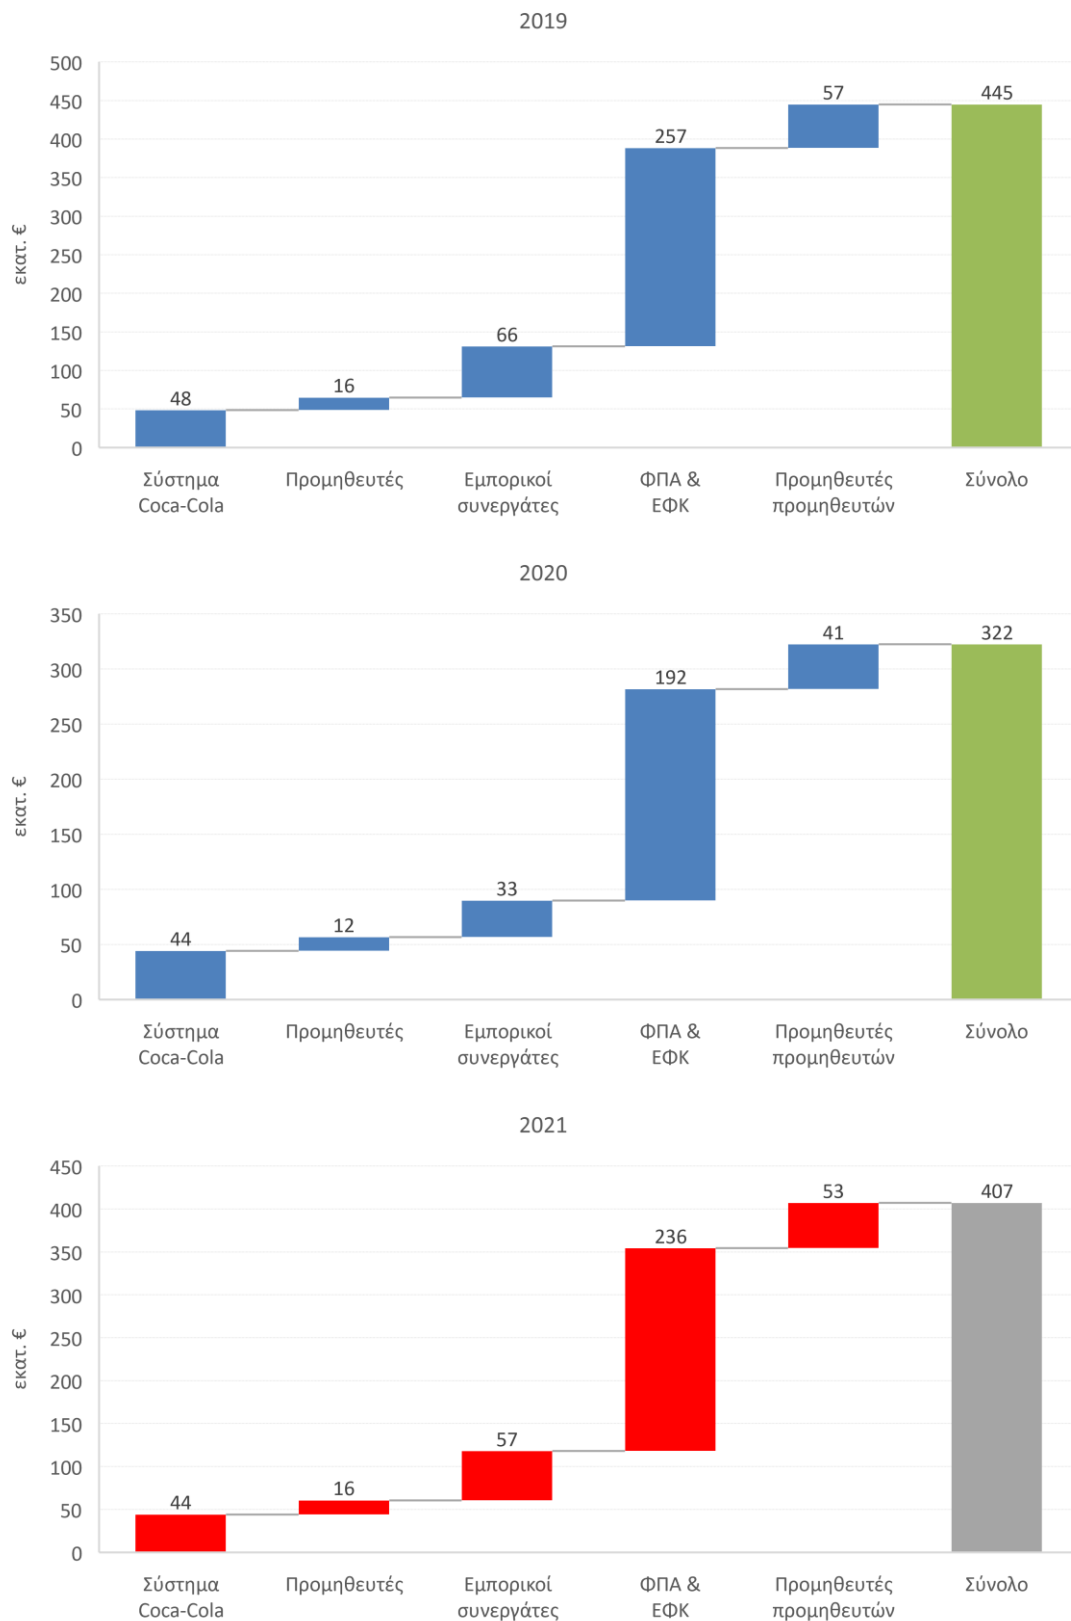 2019
500
450
400
350
300
250
200
150
100
50
0
εκατ. €
48
16
66
257
57
445
Σύστημα
Coca-Cola
Προμηθευτές
Εμπορικοί
συνεργάτες
ΦΠΑ &
ΕΦΚ
Προμηθευτές
προμηθευτών
Σύνολο
2020
350
300
250
200
150
100
50
0
εκατ. €
44
12
33
192
41
322
Σύστημα
Coca-Cola
Προμηθευτές
Εμπορικοί
συνεργάτες
ΦΠΑ &
ΕΦΚ
Προμηθευτές
προμηθευτών
Σύνολο
2021
450
400
350
300
250
200
150
100
50
0
εκατ. €
44
16
57
236
53
407
Σύστημα
Coca-Cola
Προμηθευτές
Εμπορικοί
συνεργάτες
ΦΠΑ &
ΕΦΚ
Προμηθευτές
προμηθευτών
Σύνολο